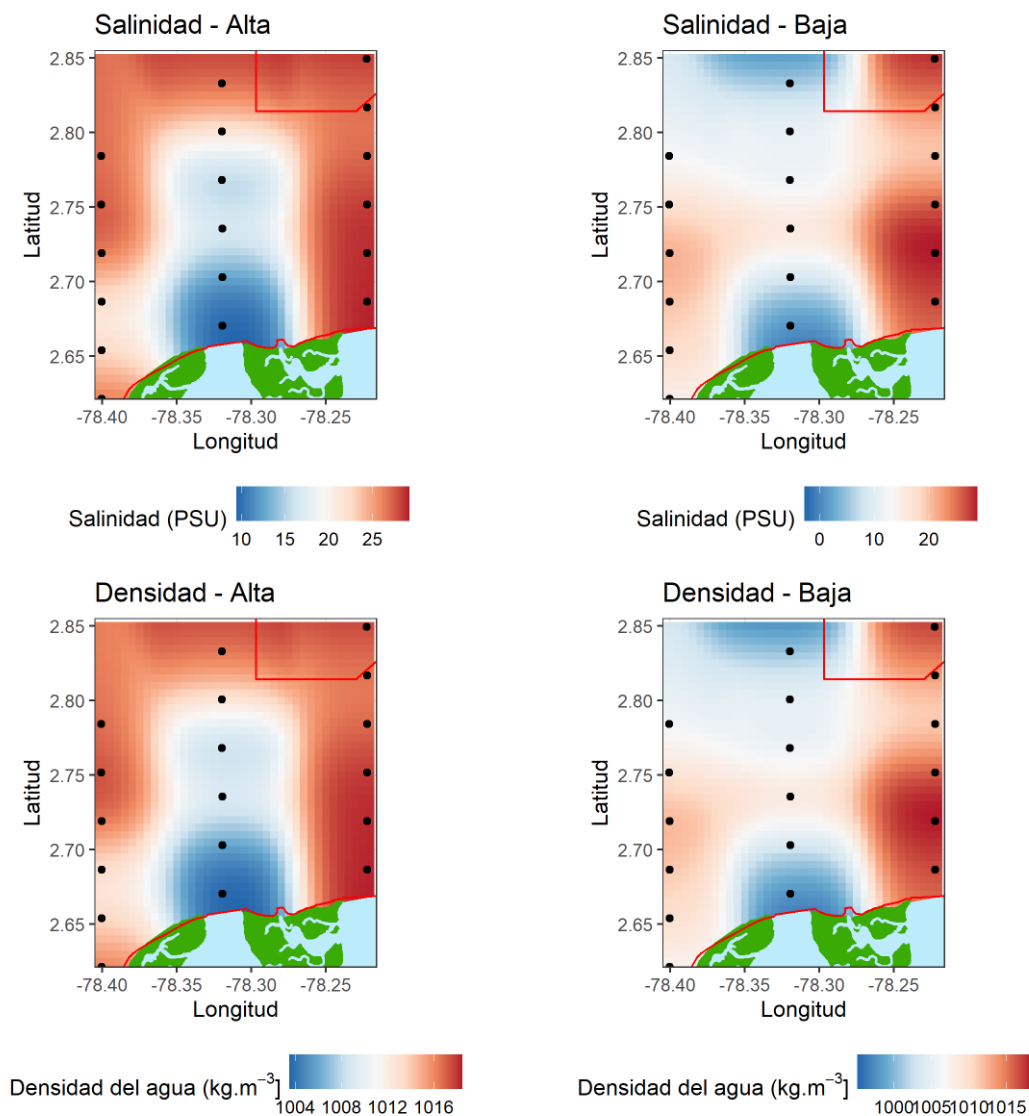 Salinidad - Alta
Latitud
2.85
2.80
2.75
2.70
2.65
-78.40 -78.35 -78.30 -78.25
Longitud
Salinidad (PSU)
10 15 20 25
Salinidad - Baja
Latitud
2.85
2.80
2.75
2.70
2.65
-78.40 -78.35 -78.30 -78.25
Longitud
Salinidad (PSU)
0 10 20
Densidad - Alta
Latitud
2.85
2.80
2.75
2.70
2.65
-78.40 -78.35 -78.30 -78.25
Longitud
Densidad del agua (kg.m⁻³]
1004 1008 1012 1016
Densidad - Baja
Latitud
2.85
2.80
2.75
2.70
2.65
-78.40 -78.35 -78.30 -78.25
Longitud
Densidad del agua (kg.m⁻³]
1000 1005 1010 1015